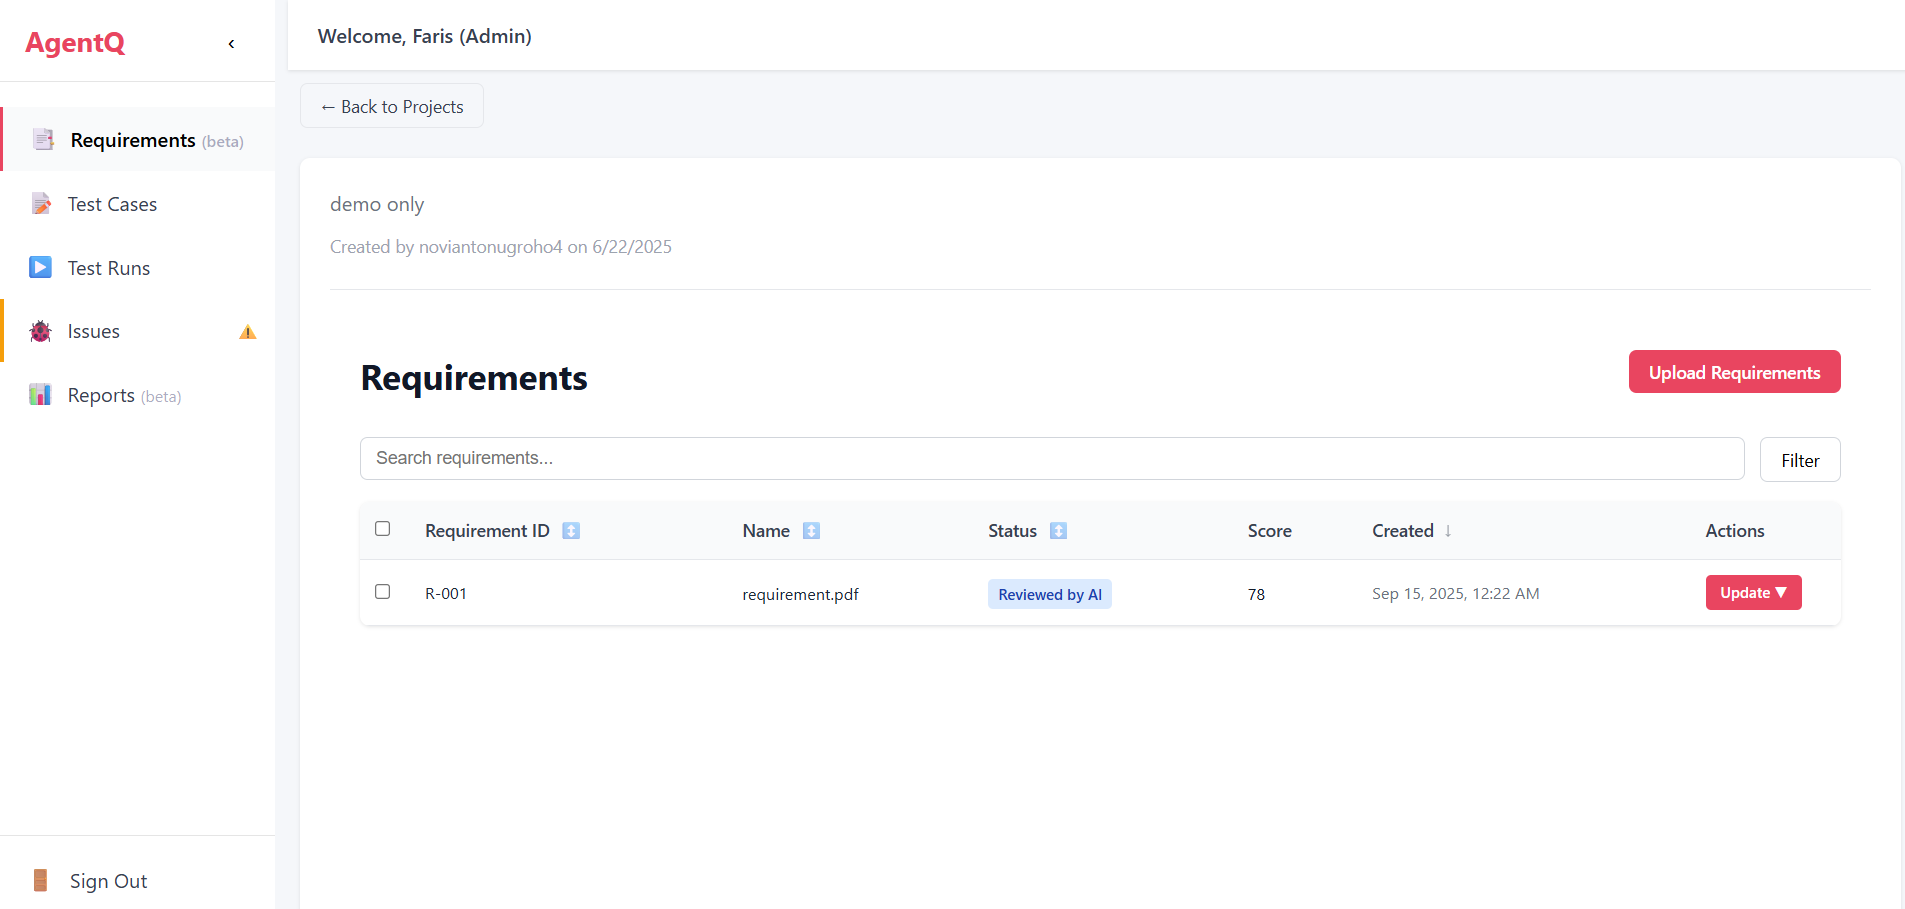 AgentQ
Requirements (beta)
Test Cases
Test Runs
Issues
Reports (beta)
Sign Out
Welcome, Faris (Admin)
← Back to Projects
demo only
Created by noviantonugroho4 on 6/22/2025
Requirements
Upload Requirements
Search requirements...
Filter
Requirement ID Name Status Score Created ↓ Actions
R-001 requirement.pdf Reviewed by AI 78 Sep 15, 2025, 12:22 AM Update ▼